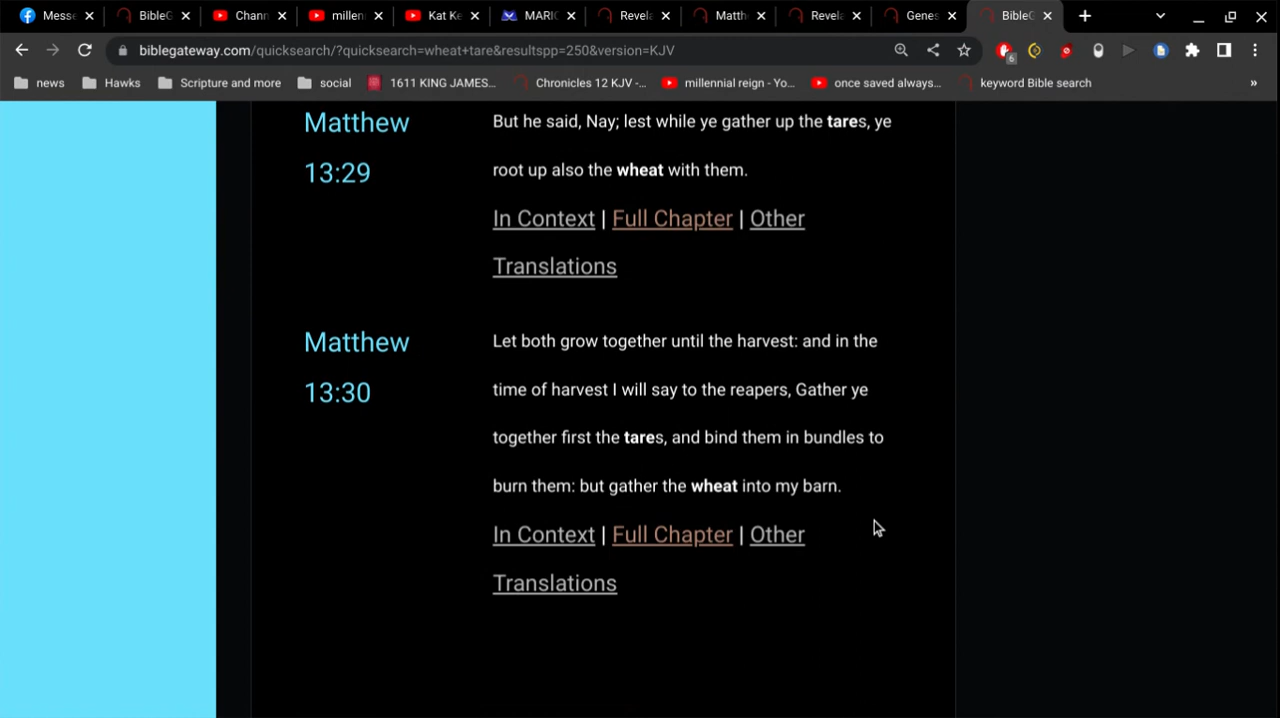 Messe
BibleG
Chann
millen
Kat Ke
MARIC
Revela
Matth
Revela
Genes
BibleG
biblegateway.com/quicksearch/?quicksearch=wheat+tare&resultspp=250&version=KJV
6
news
Hawks
Scripture and more
social
1611 KING JAMES...
Chronicles 12 KJV -...
millennial reign - Yo...
once saved always...
keyword Bible search
»
Matthew
13:29
But he said, Nay; lest while ye gather up the tares, ye
root up also the wheat with them.
In Context | Full Chapter | Other
Translations
Matthew
13:30
Let both grow together until the harvest: and in the
time of harvest I will say to the reapers, Gather ye
together first the tares, and bind them in bundles to
burn them: but gather the wheat into my barn.
In Context | Full Chapter | Other
Translations